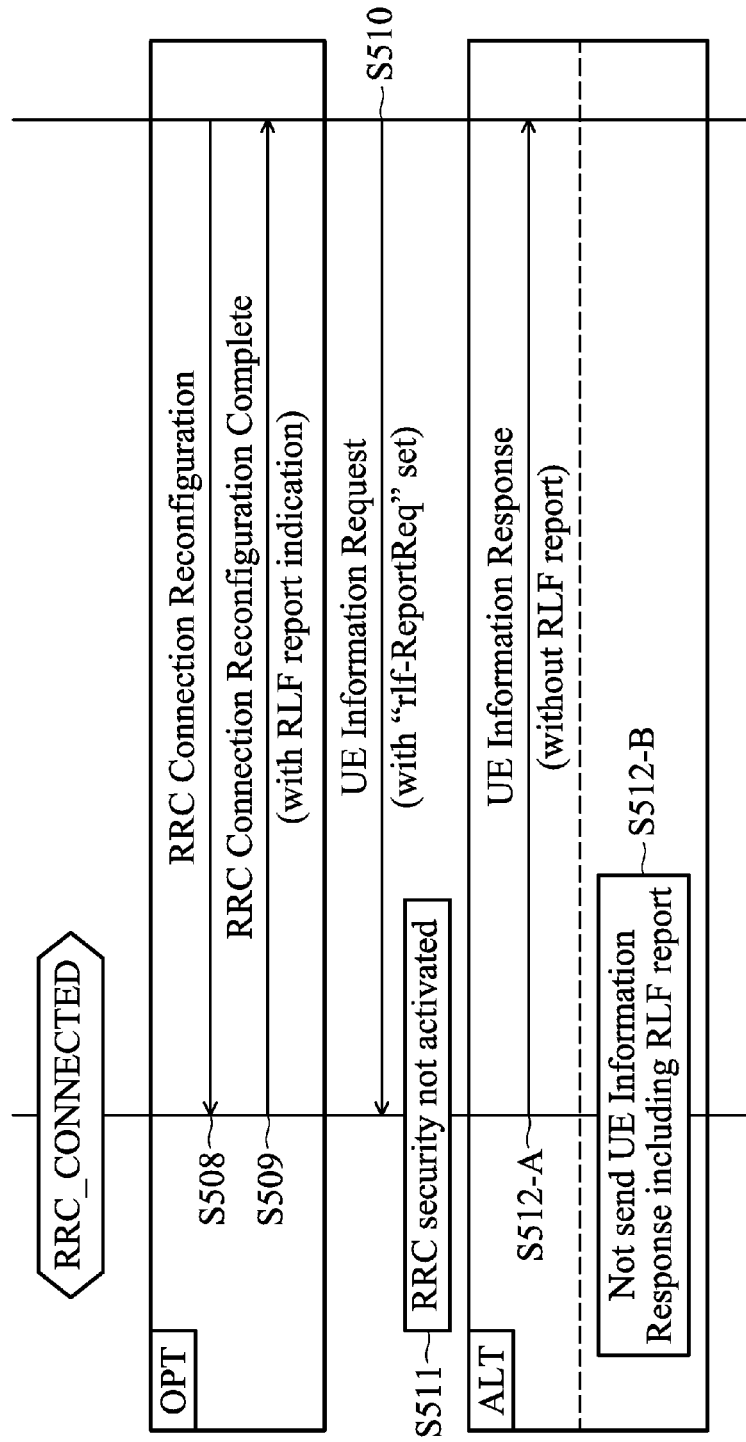 RRC_CONNECTED
OPT
RRC Connection Reconfiguration
S508
RRC Connection Reconfiguration Complete
(with RLF report indication)
S509
UE Information Request
(with “rlf-ReportReq” set)
S510
S511
RRC security not activated
ALT
UE Information Response
(without RLF report)
S512-A
Not send UE Information
Response including RLF report
S512-B